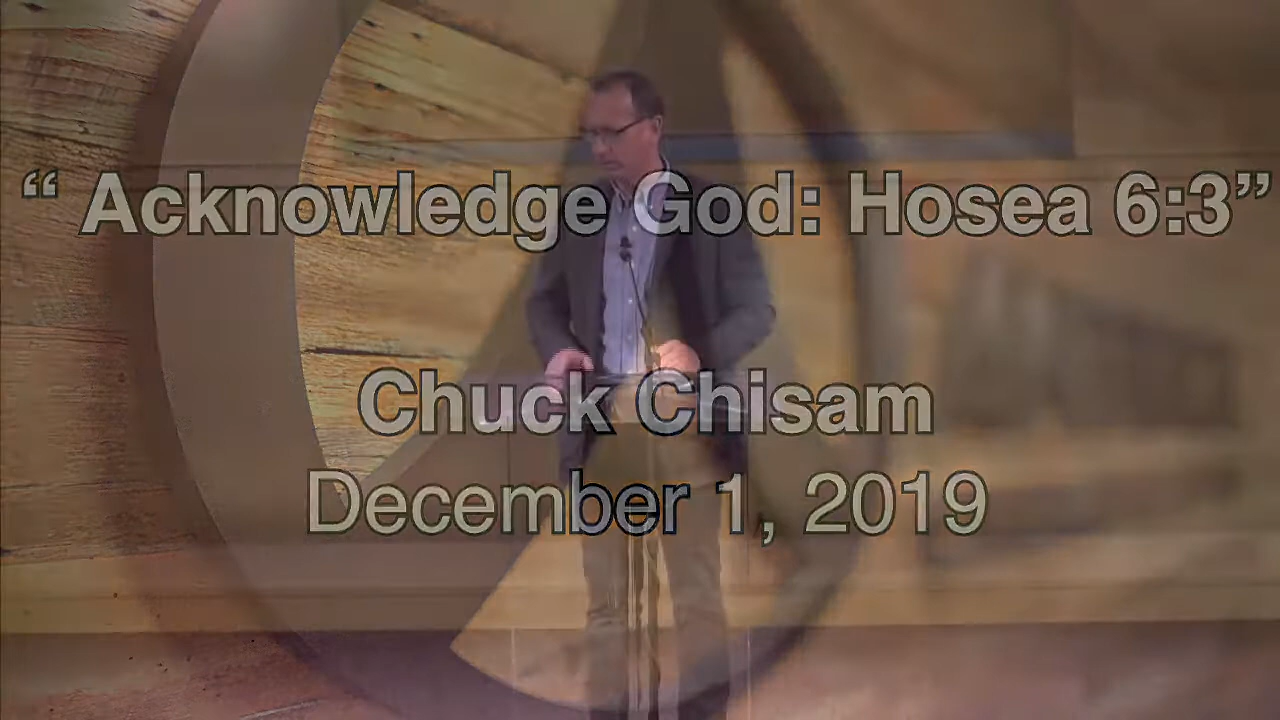 “ Acknowledge God: Hosea 6:3”
Chuck Chisam
December 1, 2019